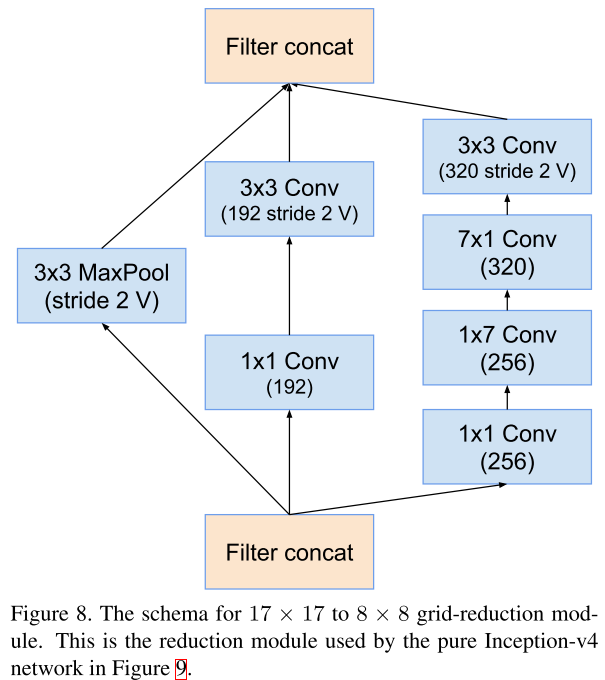 Filter concat
3x3 Conv
(320 stride 2 V)
3x3 Conv
(192 stride 2 V)
7x1 Conv
(320)
3x3 MaxPool
(stride 2 V)
1x7 Conv
(256)
1x1 Conv
(192)
1x1 Conv
(256)
Filter concat
Figure 8. The schema for 17 × 17 to 8 × 8 grid-reduction mod-
ule. This is the reduction module used by the pure Inception-v4
network in Figure 9.